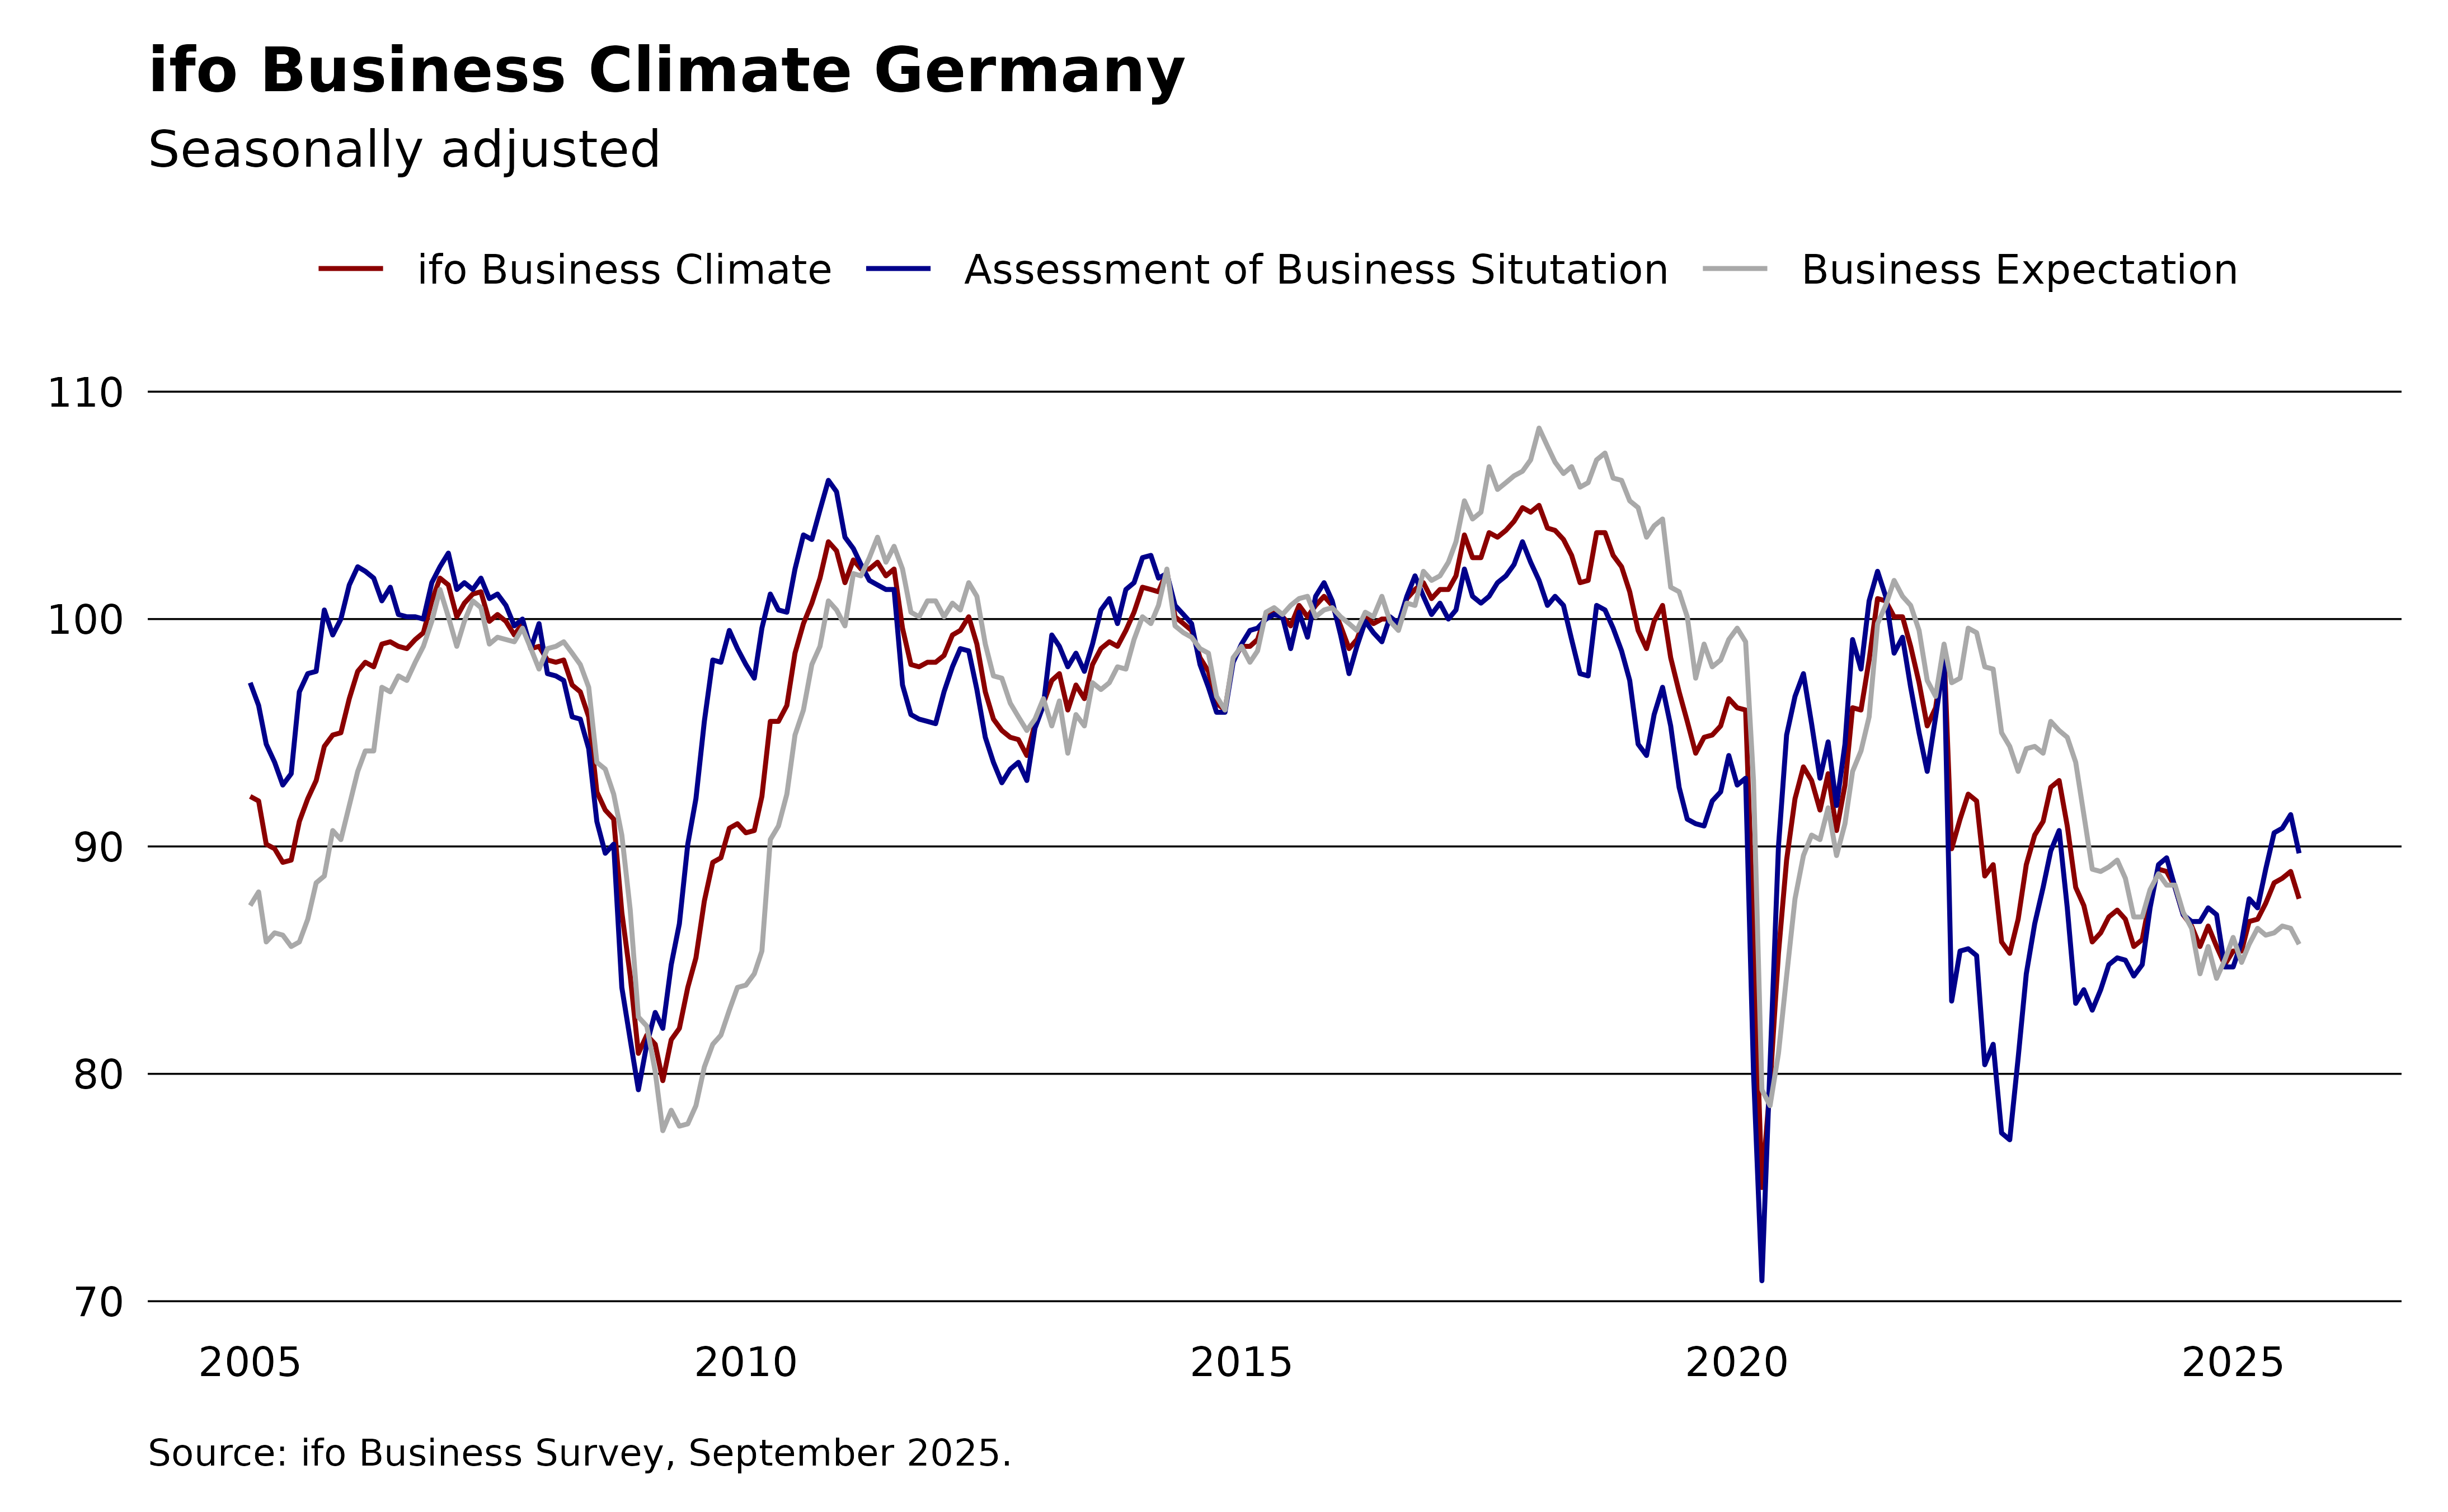 ifo Business Climate Germany
Seasonally adjusted
ifo Business Climate Assessment of Business Situtation Business Expectation
110
100
90
80
70
2005 2010 2015 2020 2025
Source: ifo Business Survey, September 2025.